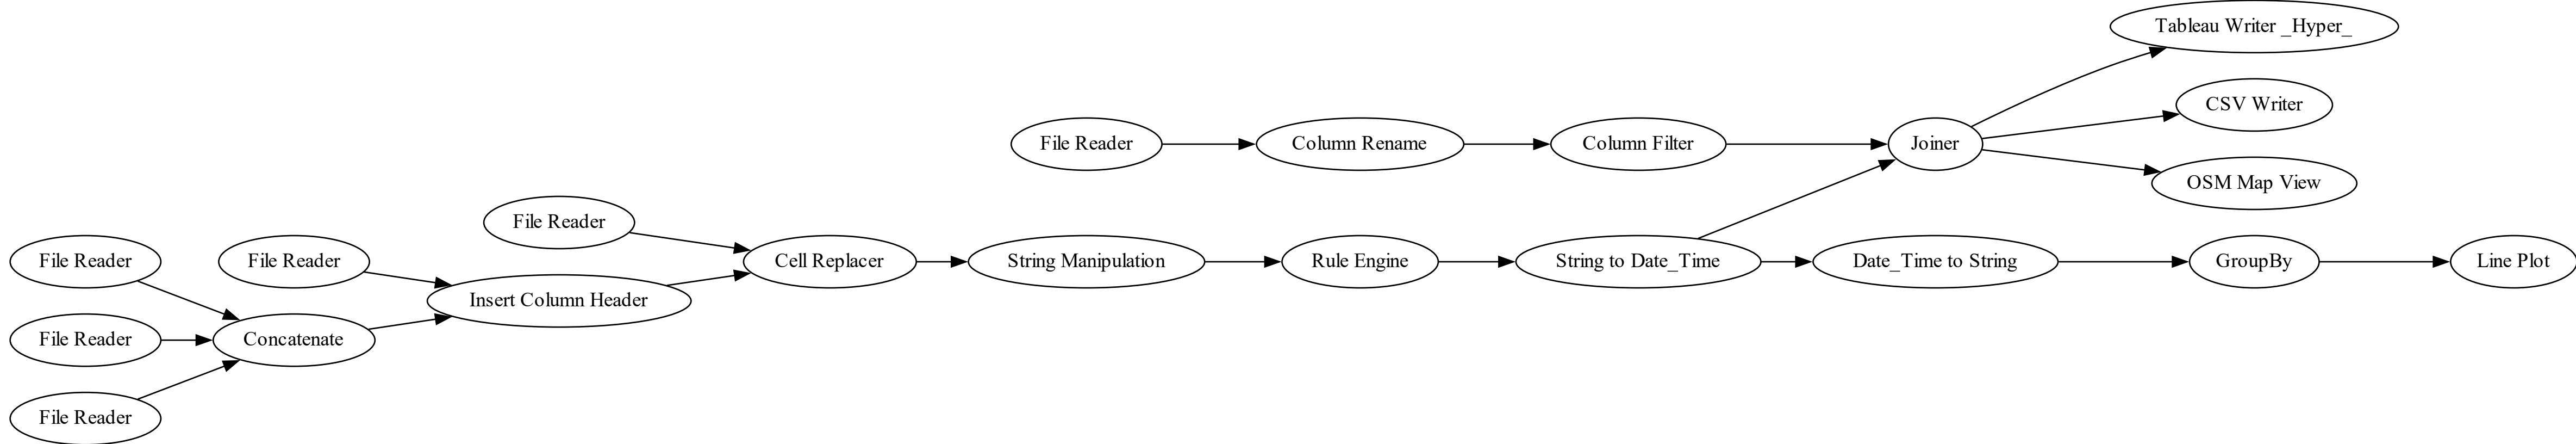 Tableau Writer _Hyper_
CSV Writer
File Reader
Column Rename
Column Filter
Joiner
OSM Map View
File Reader
File Reader
File Reader
Cell Replacer
String Manipulation
Rule Engine
String to Date_Time
Date_Time to String
GroupBy
Line Plot
Insert Column Header
File Reader
Concatenate
File Reader